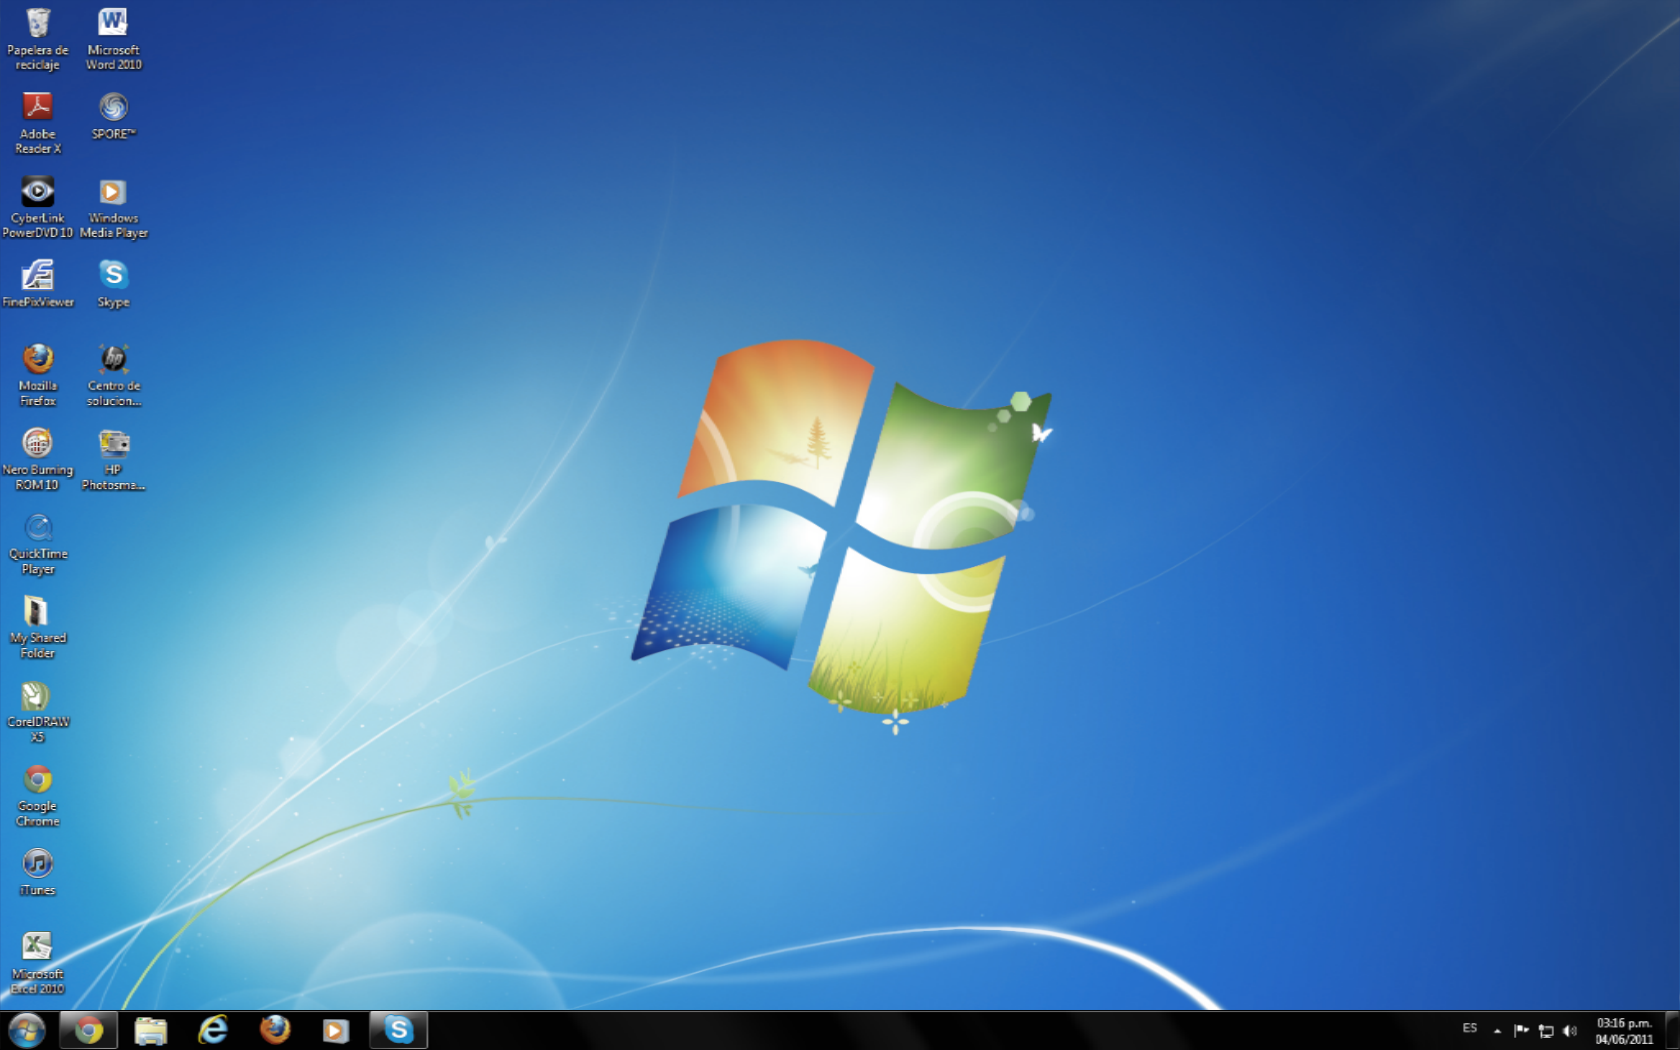 Papelera de
reciclaje
Microsoft
Word 2010
Adobe
Reader X
SPORE™
CyberLink
PowerDVD 10
Windows
Media Player
FinePixViewer
Skype
Mozilla
Firefox
Centro de
solucion...
Nero Burning
ROM 10
HP
Photosma...
QuickTime
Player
My Shared
Folder
CorelDRAW
X5
Google
Chrome
iTunes
Microsoft
Excel 2010
ES
03:16 p.m.
04/06/2011